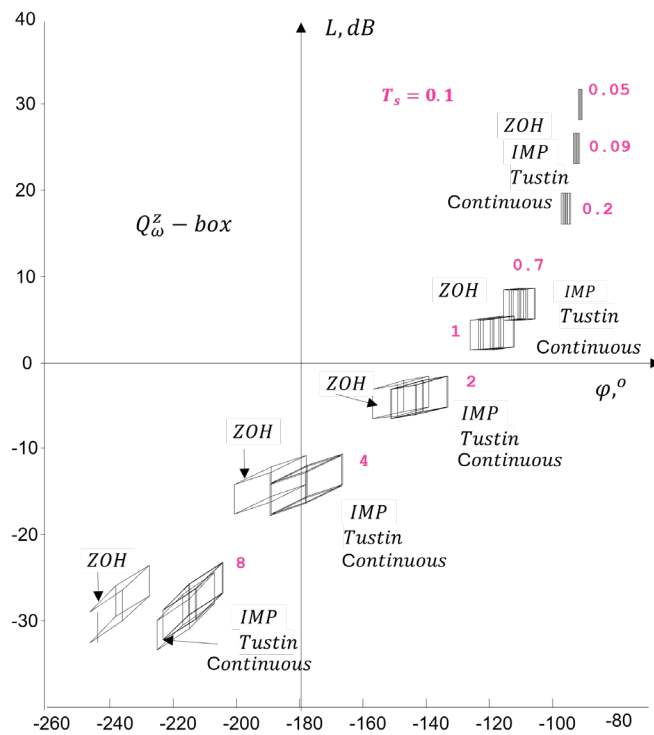 40
L, dB
T_s = 0.1
0.05
30
ZOH
0.09
IMP
Tustin
20
Continuous
0.2
Q_ω^z − box
0.7
10
ZOH
IMP
1
Tustin
Continuous
0
ZOH
2
φ,°
IMP
-10
ZOH
Tustin
4
Continuous
IMP
-20
Tustin
ZOH
8
Continuous
-30
IMP
Tustin
Continuous
-260 -240 -220 -200 -180 -160 -140 -120 -100 -80